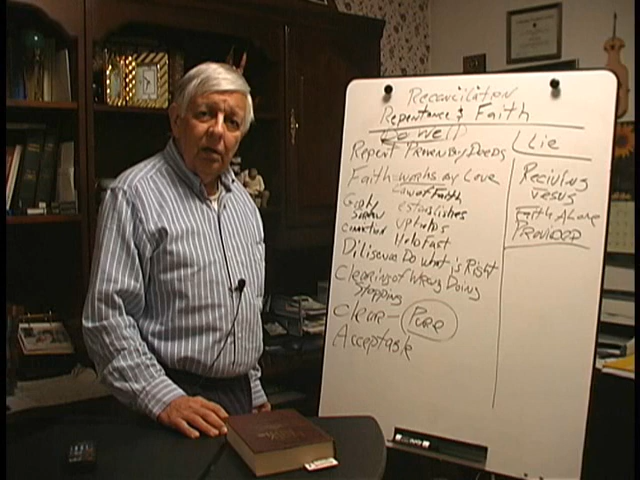 Reconciliation
Repentance & Faith
Do well
Repent Proven By Deeds
Faith works by Love
Law of Faith
Godly establishes
Sorrow upholds
Hold Fast
Diligence Do what is Right
Clearing of Wrong Doing
Stopping
Clear - Pure
Acceptable
Lie
Reciving
Jesus
Faith Alone
Provided